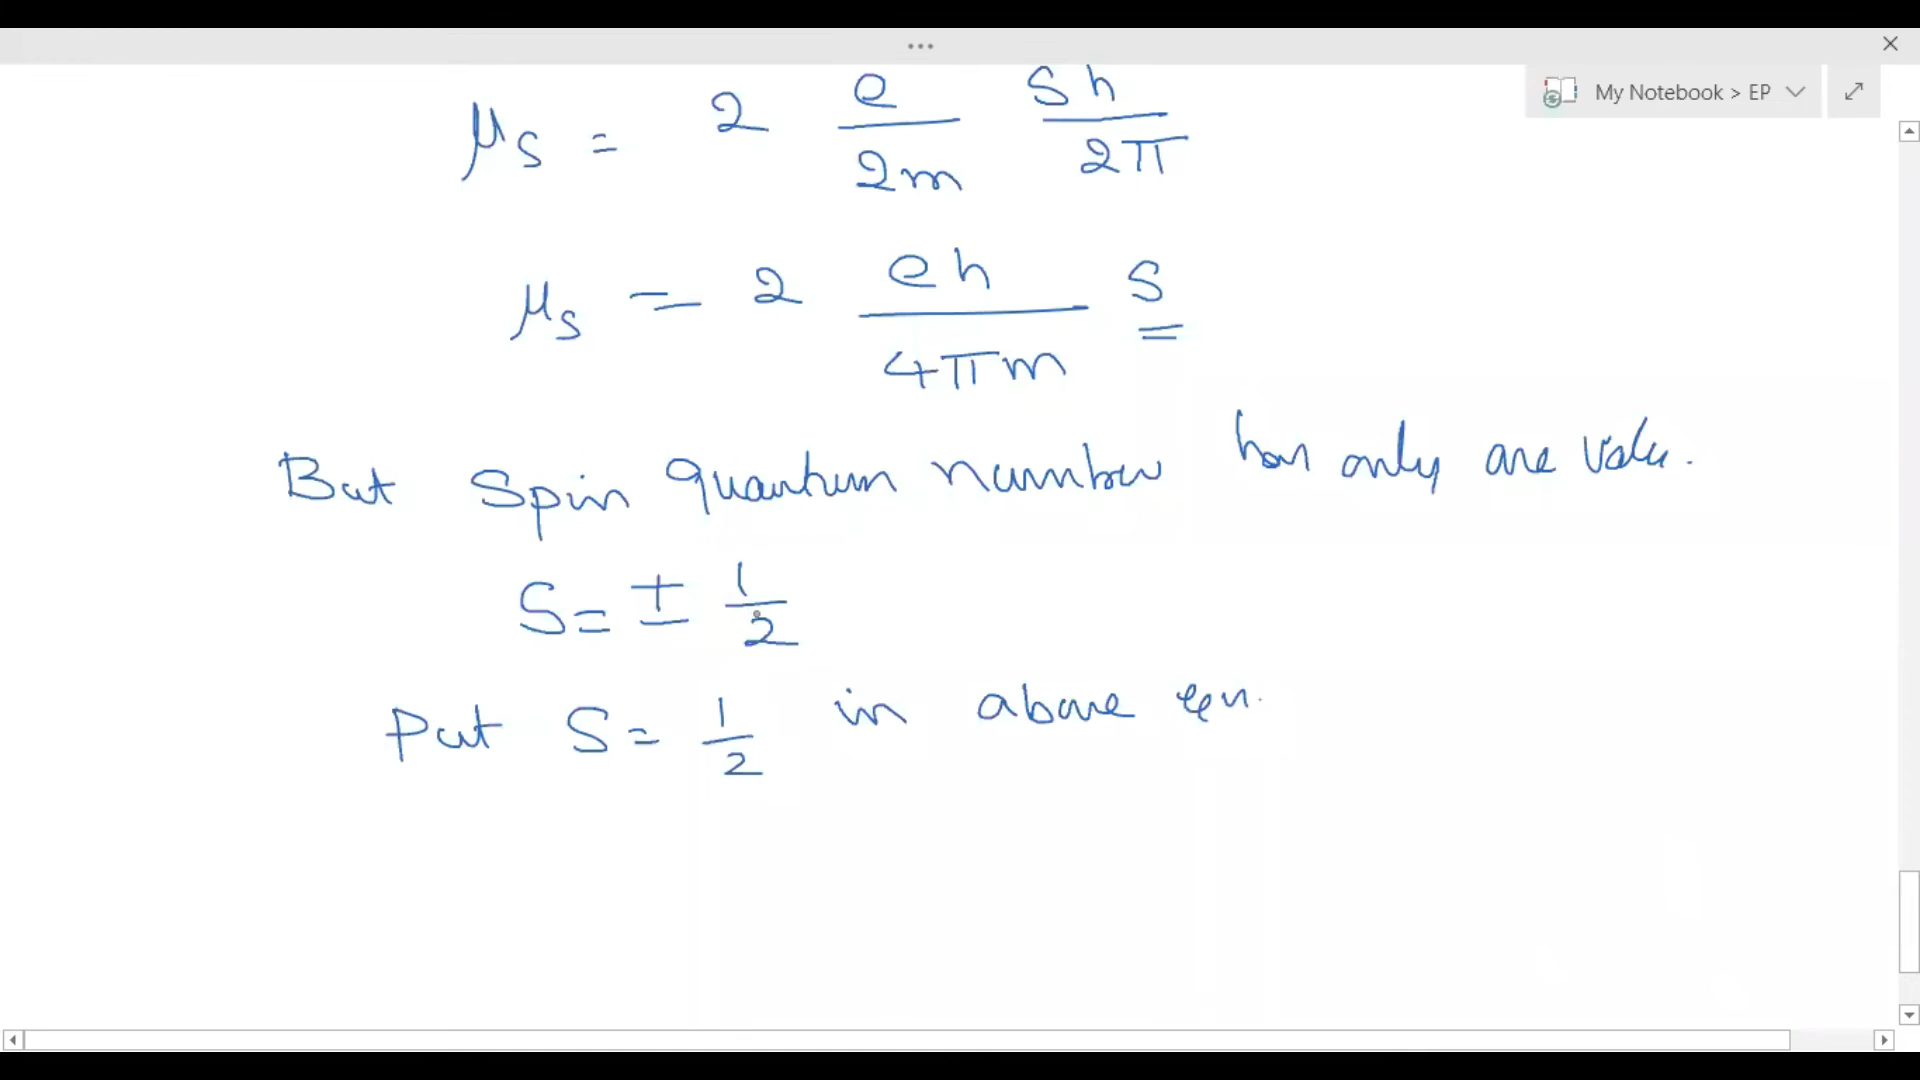 My Notebook > EP
μs = 2 e/2m sh/2π
μs = 2 eh/4πm s
But Spin quantum number has only one value.
S = ± 1/2
Put S = 1/2 in above eqn.